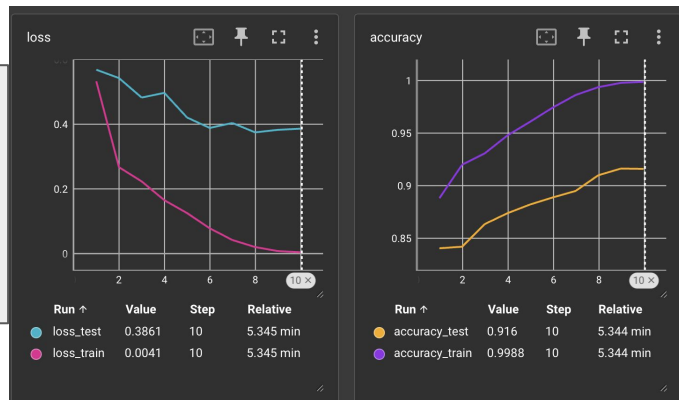 loss
0.4
0.2
0
2
4
6
8
10
Run ↑ Value Step Relative
loss_test 0.3861 10 5.345 min
loss_train 0.0041 10 5.345 min
accuracy
1
0.95
0.9
0.85
2
4
6
8
10
Run ↑ Value Step Relative
accuracy_test 0.916 10 5.344 min
accuracy_train 0.9988 10 5.344 min